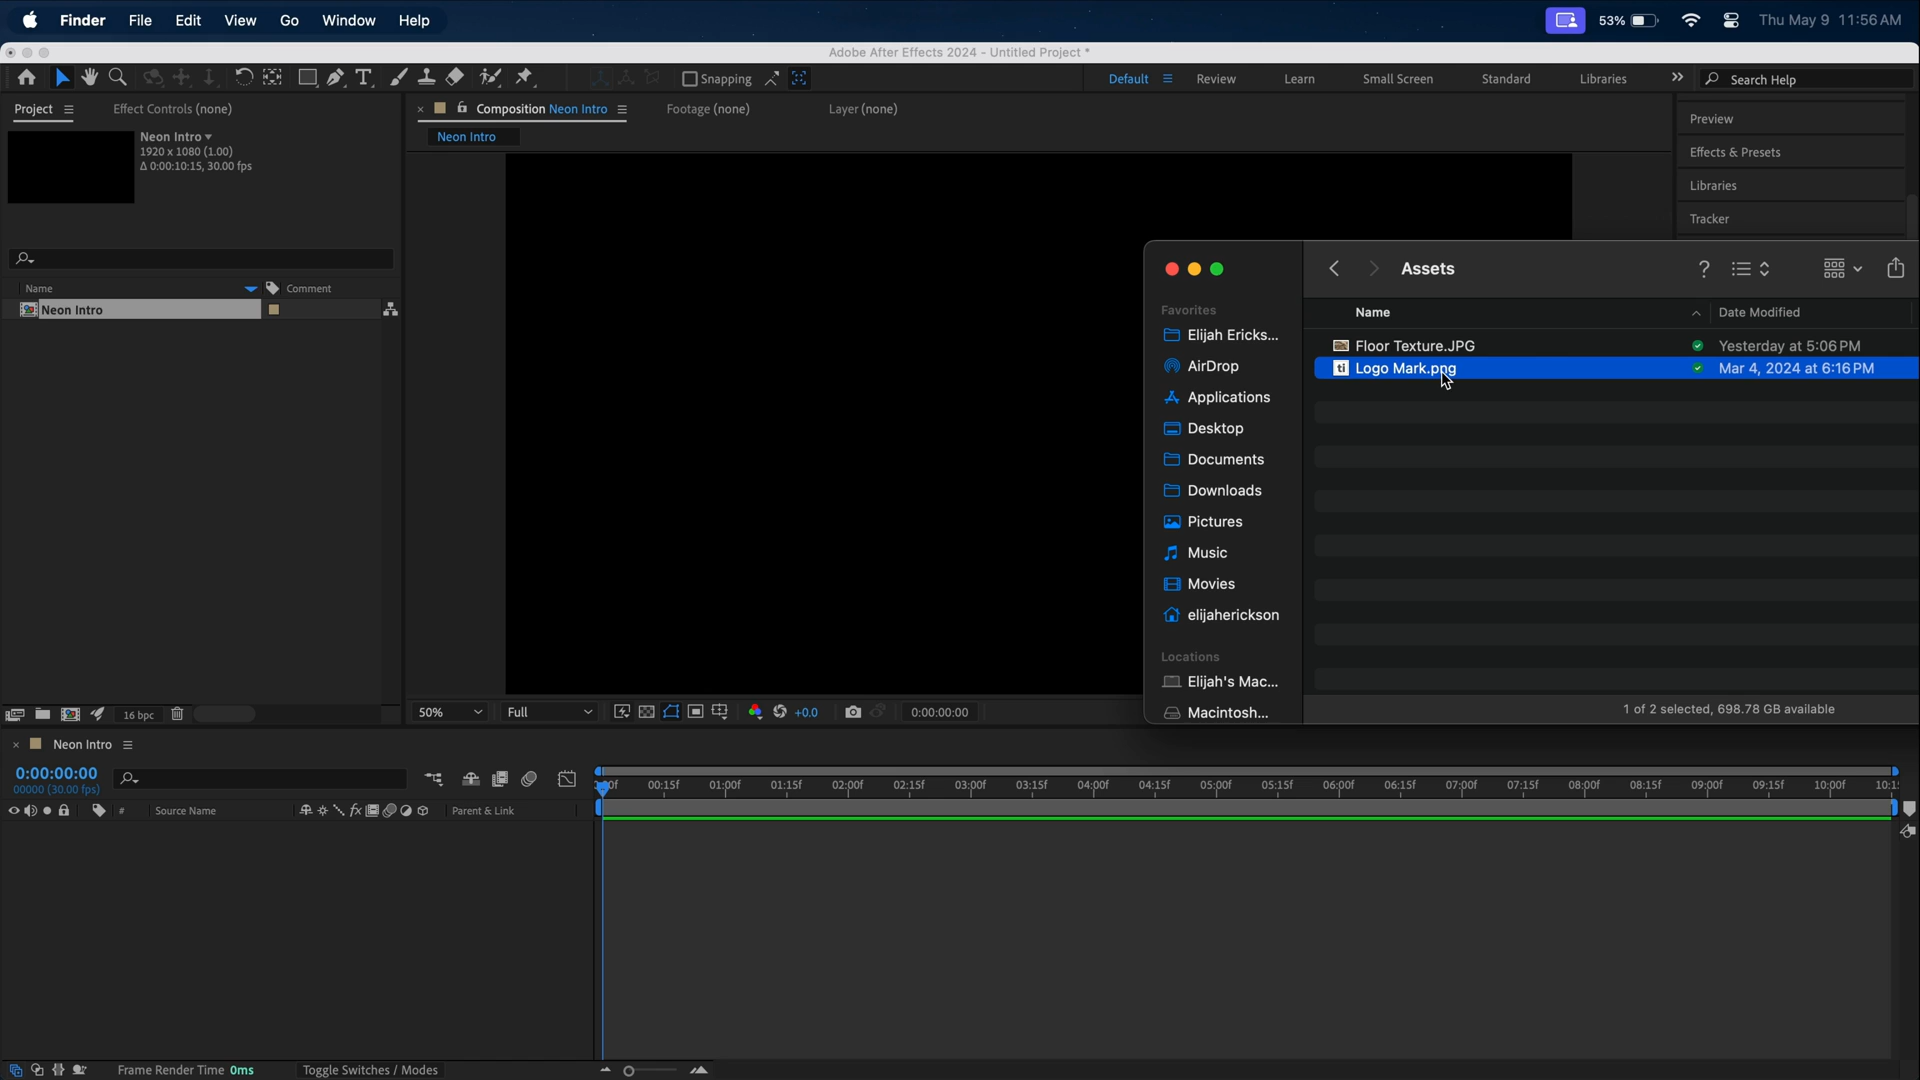 Finder File Edit View Go Window Help 53% Thu May 9 11:56 AM
Adobe After Effects 2024 - Untitled Project *
Snapping Default Review Learn Small Screen Standard Libraries Search Help
Project Effect Controls (none) Composition Neon Intro Footage (none) Layer (none)
Neon Intro
1920 x 1080 (1.00)
Δ 0:00:10:15, 30.00 fps
Neon Intro
Preview
Effects & Presets
Libraries
Tracker
Name Comment
Neon Intro
Assets
Name Date Modified
Floor Texture.JPG Yesterday at 5:06 PM
ti Logo Mark.png Mar 4, 2024 at 6:16 PM
Favorites
Elijah Ericks...
AirDrop
Applications
Desktop
Documents
Downloads
Pictures
Music
Movies
elijaherickson
Locations
Elijah's Mac...
Macintosh...
1 of 2 selected, 698.78 GB available
16 bpc 50% Full +0.0 0:00:00:00
Neon Intro
0:00:00:00
00000 (30.00 fps)
00:15f 01:00f 01:15f 02:00f 02:15f 03:00f 03:15f 04:00f 04:15f 05:00f 05:15f 06:00f 06:15f 07:00f 07:15f 08:00f 08:15f 09:00f 09:15f 10:00f
# Source Name fx Parent & Link
Frame Render Time 0ms Toggle Switches / Modes